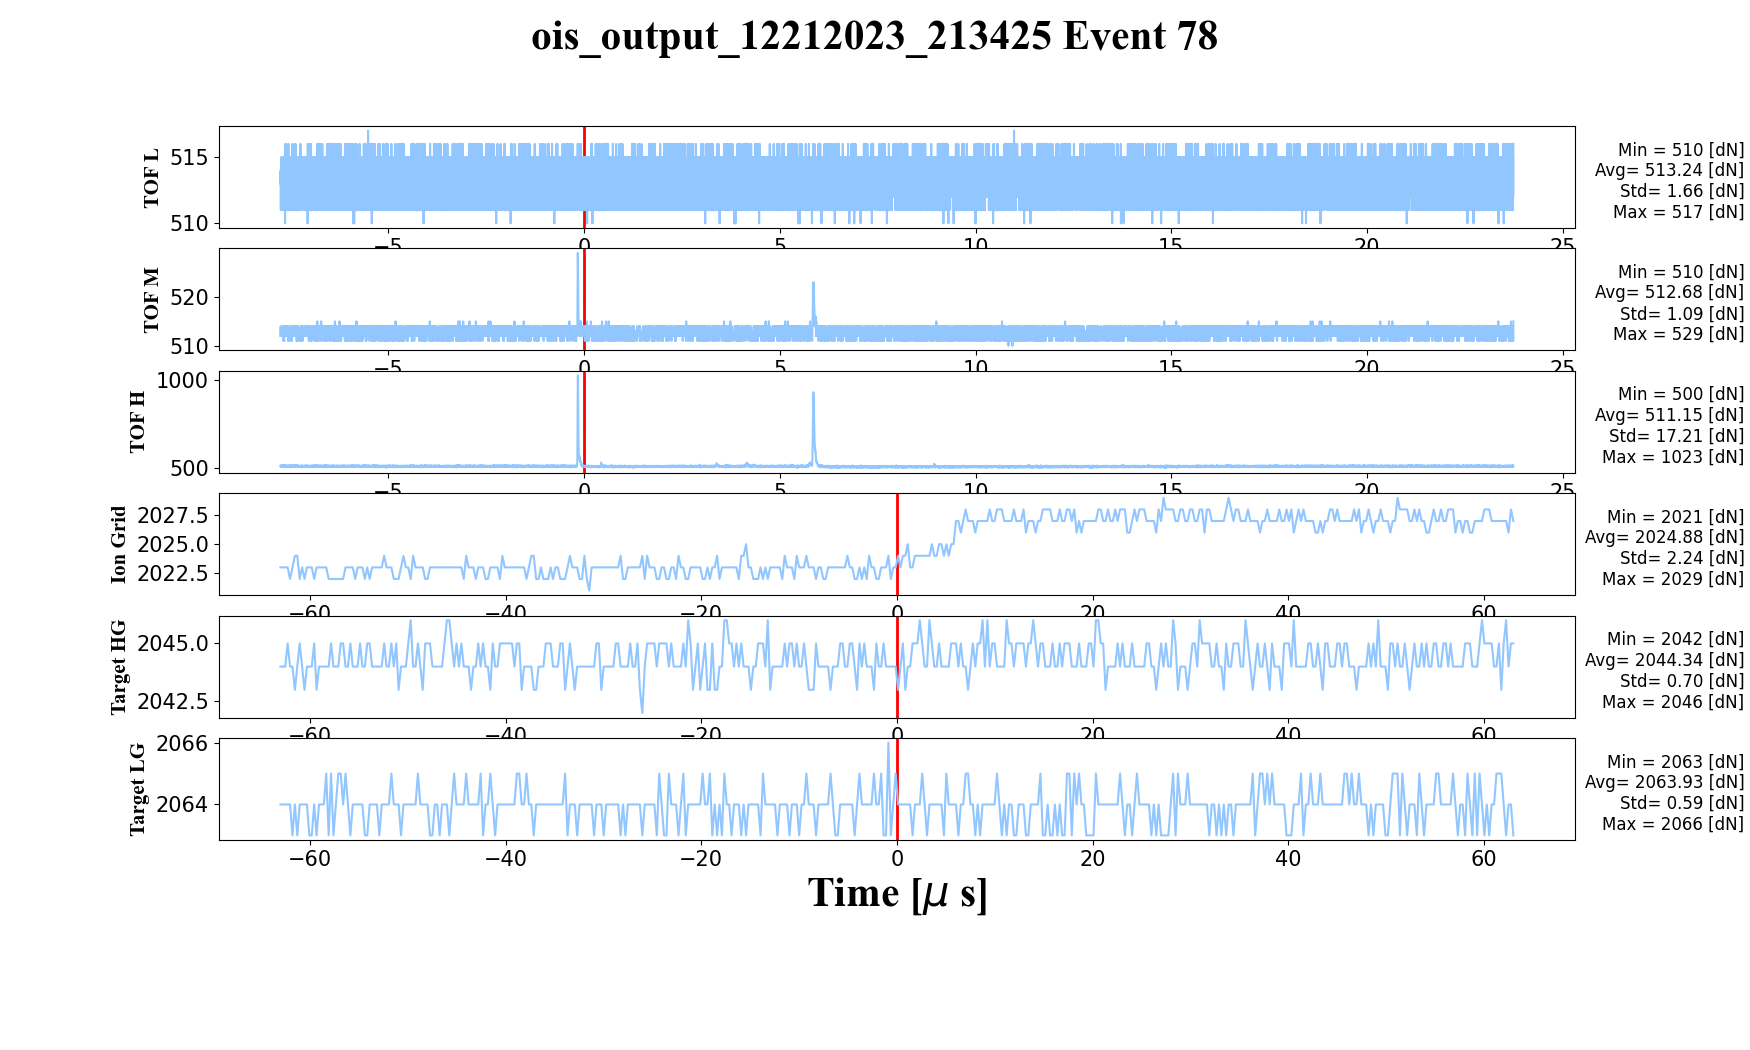 ois_output_12212023_213425 Event 78
TOF L
515
510
Min = 510 [dN]
Avg= 513.24 [dN]
Std= 1.66 [dN]
Max = 517 [dN]
−5 0 5 10 15 20 25
TOF M
520
510
Min = 510 [dN]
Avg= 512.68 [dN]
Std= 1.09 [dN]
Max = 529 [dN]
−5 0 5 10 15 20 25
TOF H
1000
500
Min = 500 [dN]
Avg= 511.15 [dN]
Std= 17.21 [dN]
Max = 1023 [dN]
−5 0 5 10 15 20 25
Ion Grid
2027.5
2025.0
2022.5
Min = 2021 [dN]
Avg= 2024.88 [dN]
Std= 2.24 [dN]
Max = 2029 [dN]
−60 −40 −20 0 20 40 60
Target HG
2045.0
2042.5
Min = 2042 [dN]
Avg= 2044.34 [dN]
Std= 0.70 [dN]
Max = 2046 [dN]
−60 −40 −20 0 20 40 60
Target LG
2066
2064
Min = 2063 [dN]
Avg= 2063.93 [dN]
Std= 0.59 [dN]
Max = 2066 [dN]
−60 −40 −20 0 20 40 60
Time [μ s]